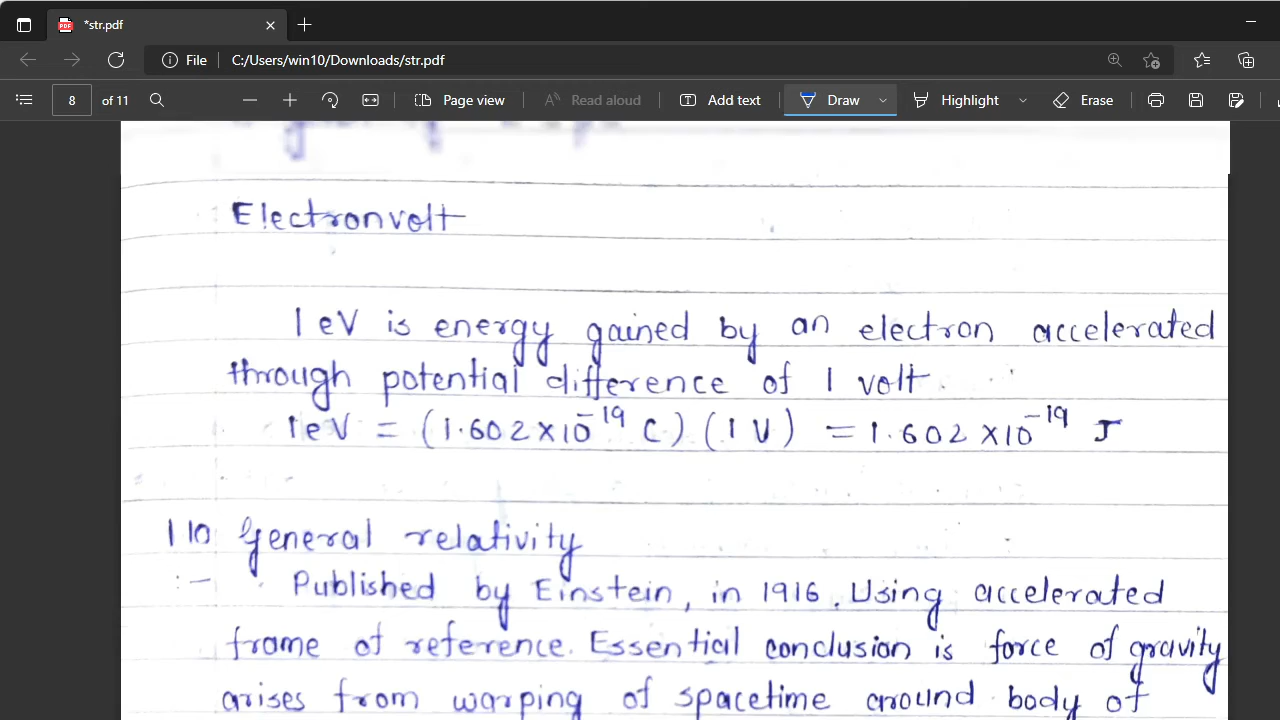 *str.pdf
File C:/Users/win10/Downloads/str.pdf
8 of 11 Page view Read aloud Add text Draw Highlight Erase
Electronvolt
1 eV is energy gained by an electron accelerated
through potential difference of 1 volt.
1eV = (1.602×10⁻¹⁹ C) (1 V) = 1.602×10⁻¹⁹ J
110 General relativity
:- Published by Einstein, in 1916. Using accelerated
frame of reference. Essential conclusion is force of gravity
arises from warping of spacetime around body of